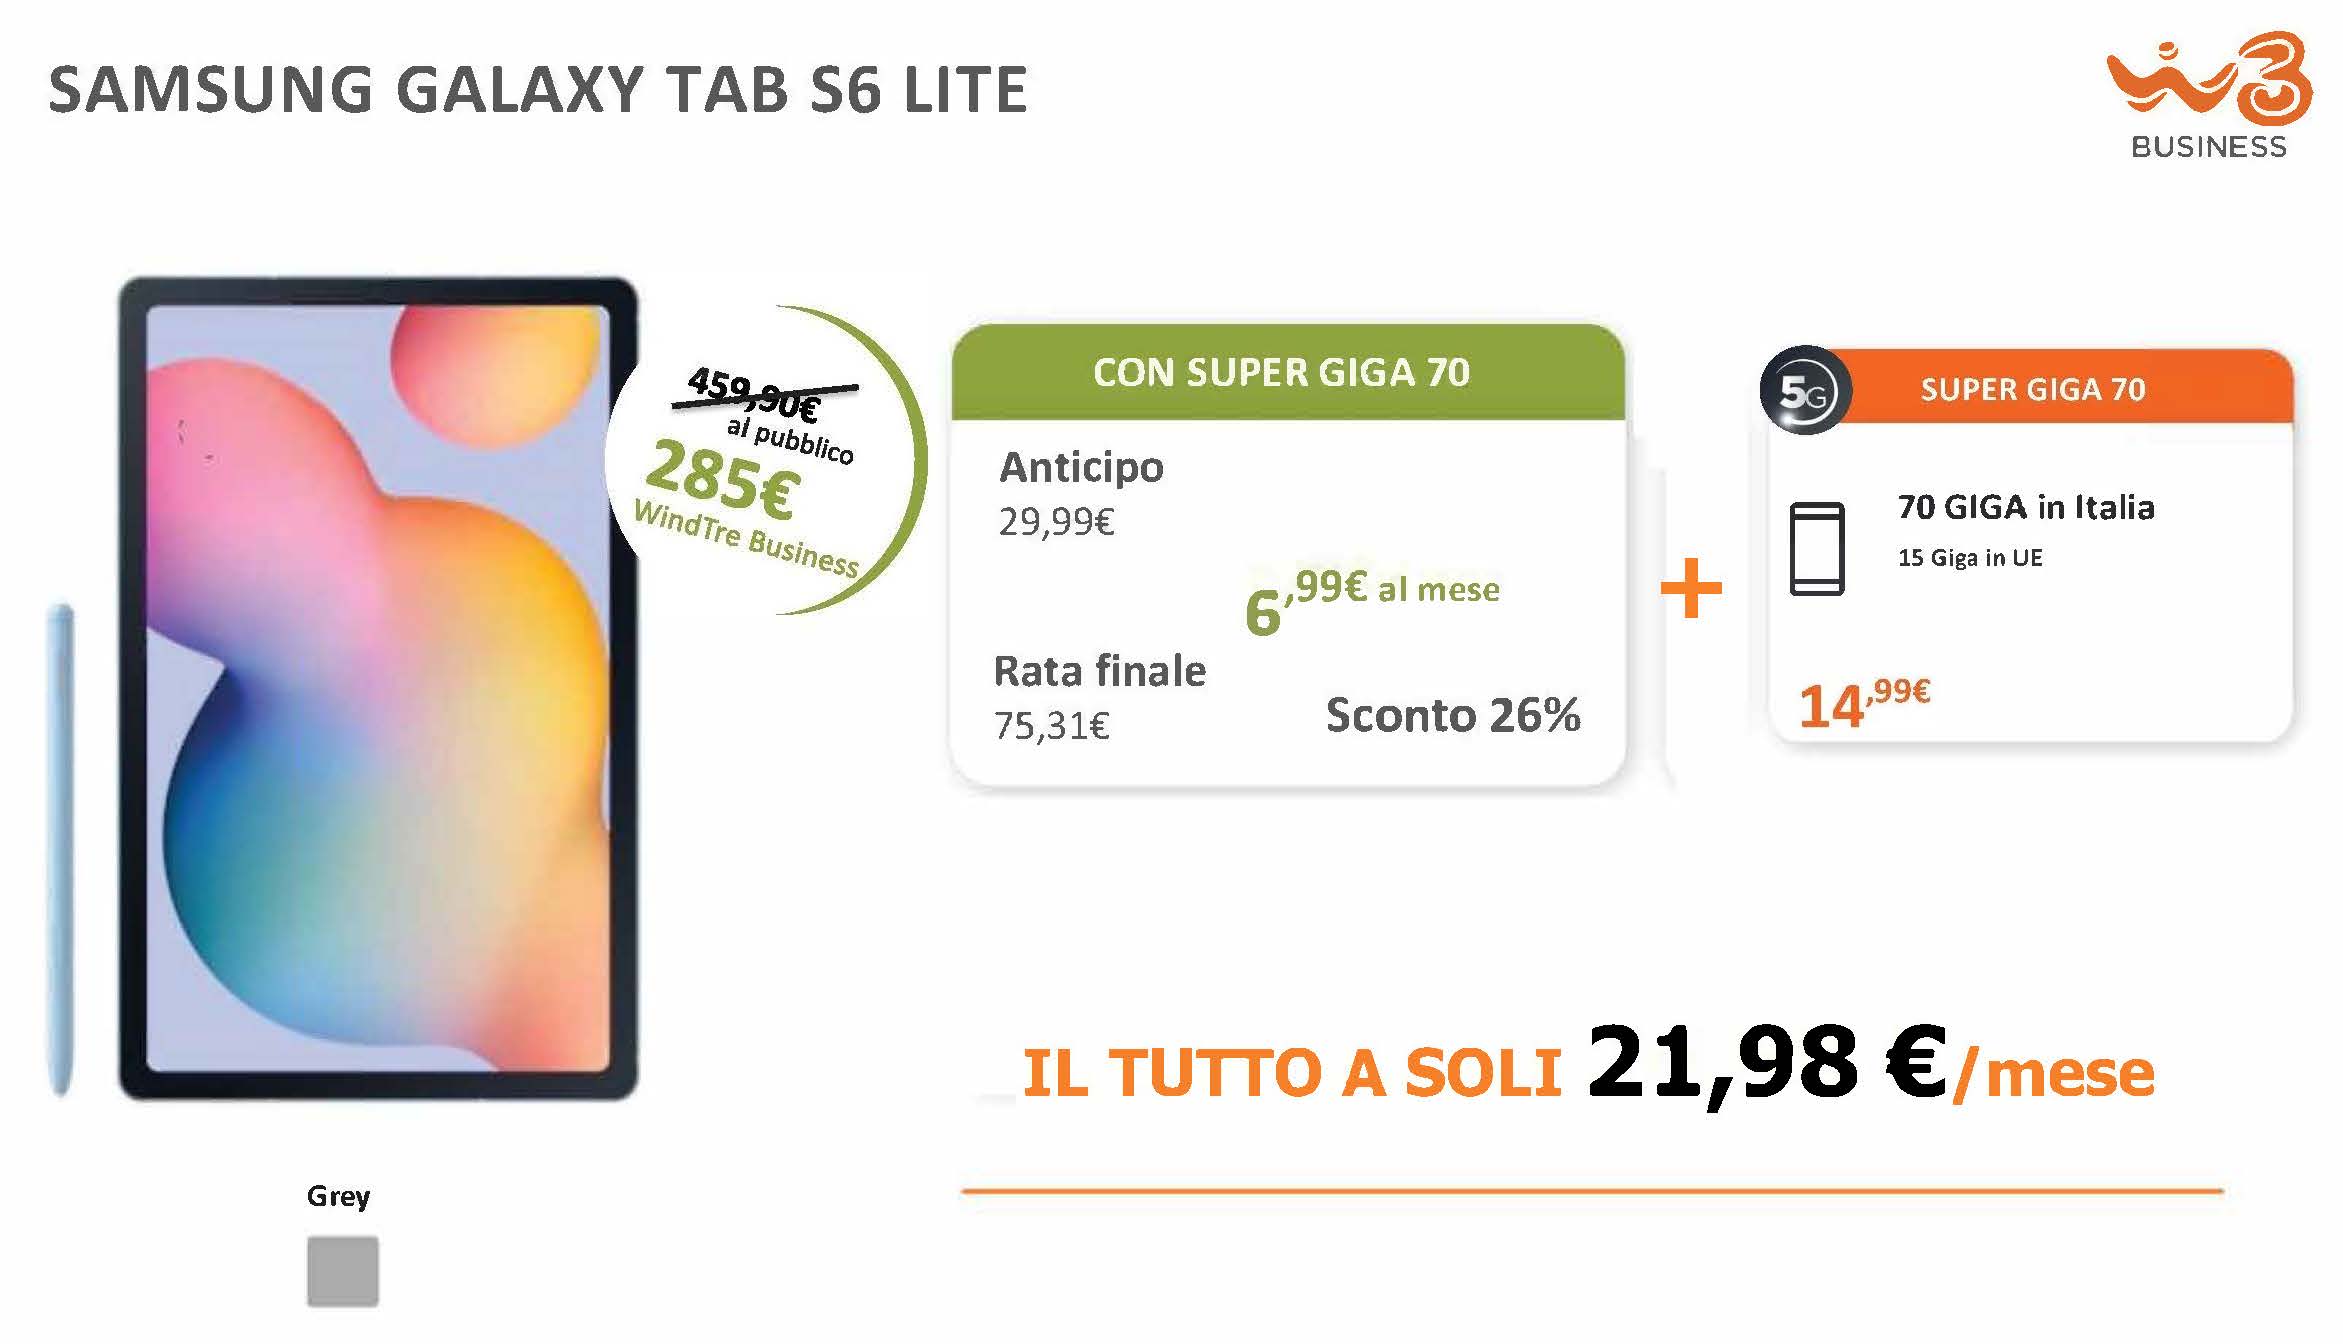 SAMSUNG GALAXY TAB S6 LITE
W3
BUSINESS
459,90€
al pubblico
285€
WindTre Business
CON SUPER GIGA 70
Anticipo
29,99€
6,99€ al mese
Rata finale
75,31€
Sconto 26%
+
5G
SUPER GIGA 70
70 GIGA in Italia
15 Giga in UE
14,99€
IL TUTTO A SOLI 21,98 €/mese
Grey